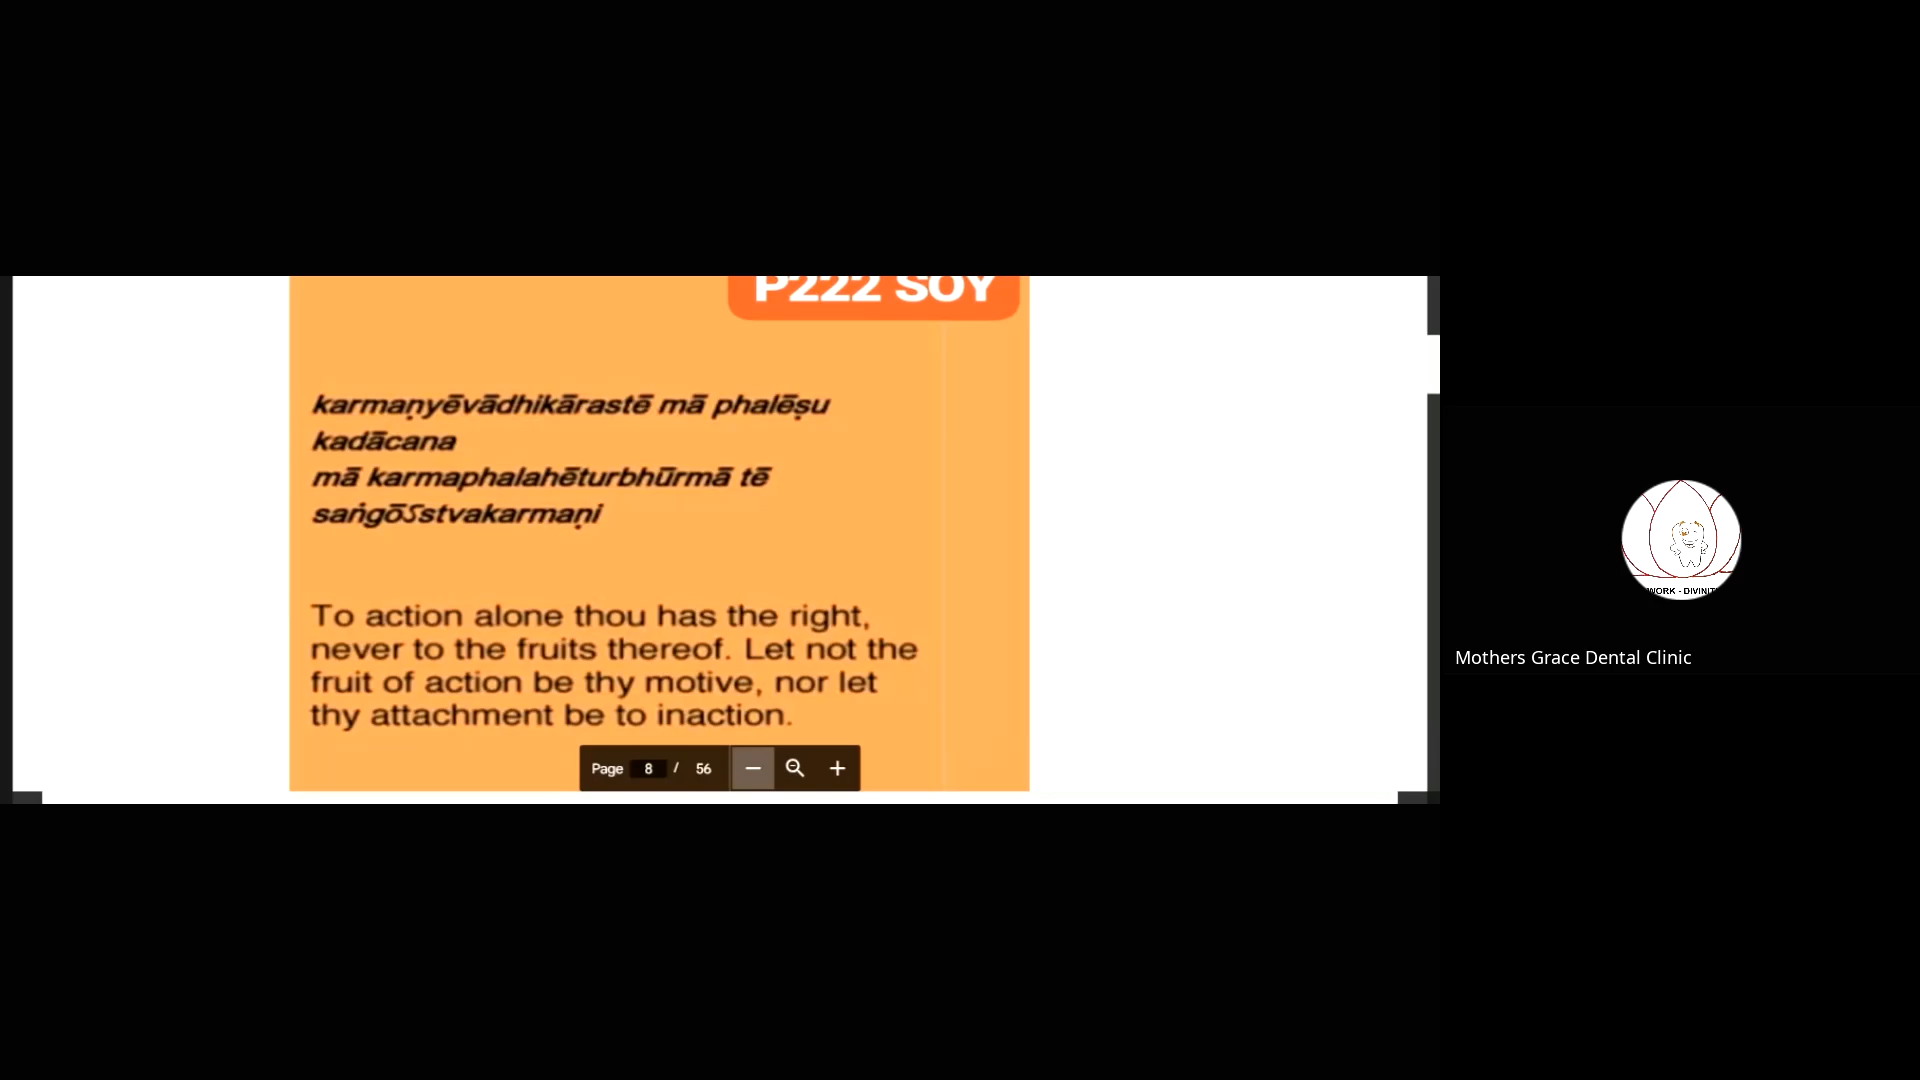 P222 SOY
karmaṇyēvādhikārastē mā phalēṣu
kadācana
mā karmaphalahēturbhūrmā tē
saṅgōऽstvakarmaṇi
To action alone thou has the right,
never to the fruits thereof. Let not the
fruit of action be thy motive, nor let
thy attachment be to inaction.
Page 8 / 56
WORK - DIVINIT
Mothers Grace Dental Clinic